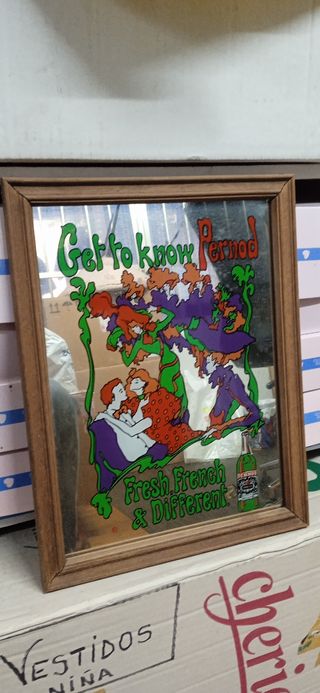 Get to know Pernod
Fresh, French
& Different
VESTIDOS
NIÑA
cheri